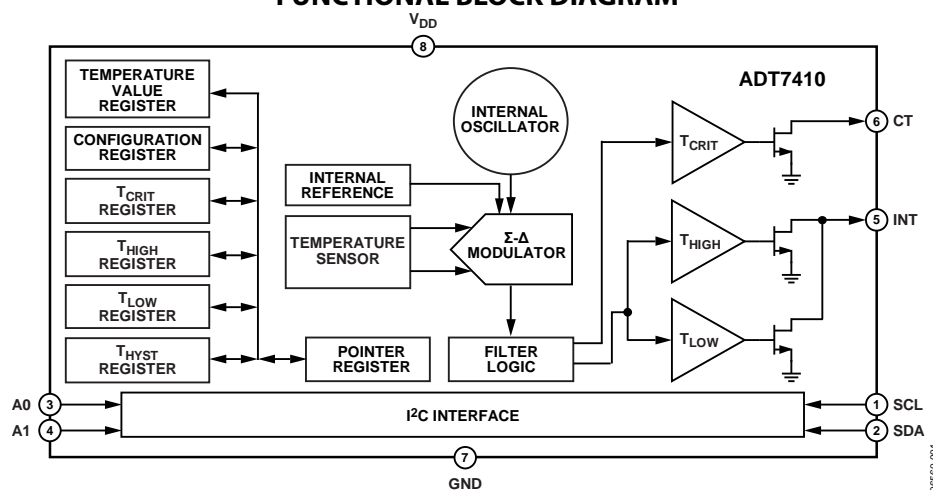 FUNCTIONAL BLOCK DIAGRAM
VDD
8
ADT7410
TEMPERATURE
VALUE
REGISTER
CONFIGURATION
REGISTER
TCRIT
REGISTER
THIGH
REGISTER
TLOW
REGISTER
THYST
REGISTER
INTERNAL
OSCILLATOR
INTERNAL
REFERENCE
TEMPERATURE
SENSOR
Σ-Δ
MODULATOR
POINTER
REGISTER
FILTER
LOGIC
TCRIT
THIGH
TLOW
6 CT
5 INT
A0 3
A1 4
I2C INTERFACE
1 SCL
2 SDA
7
GND